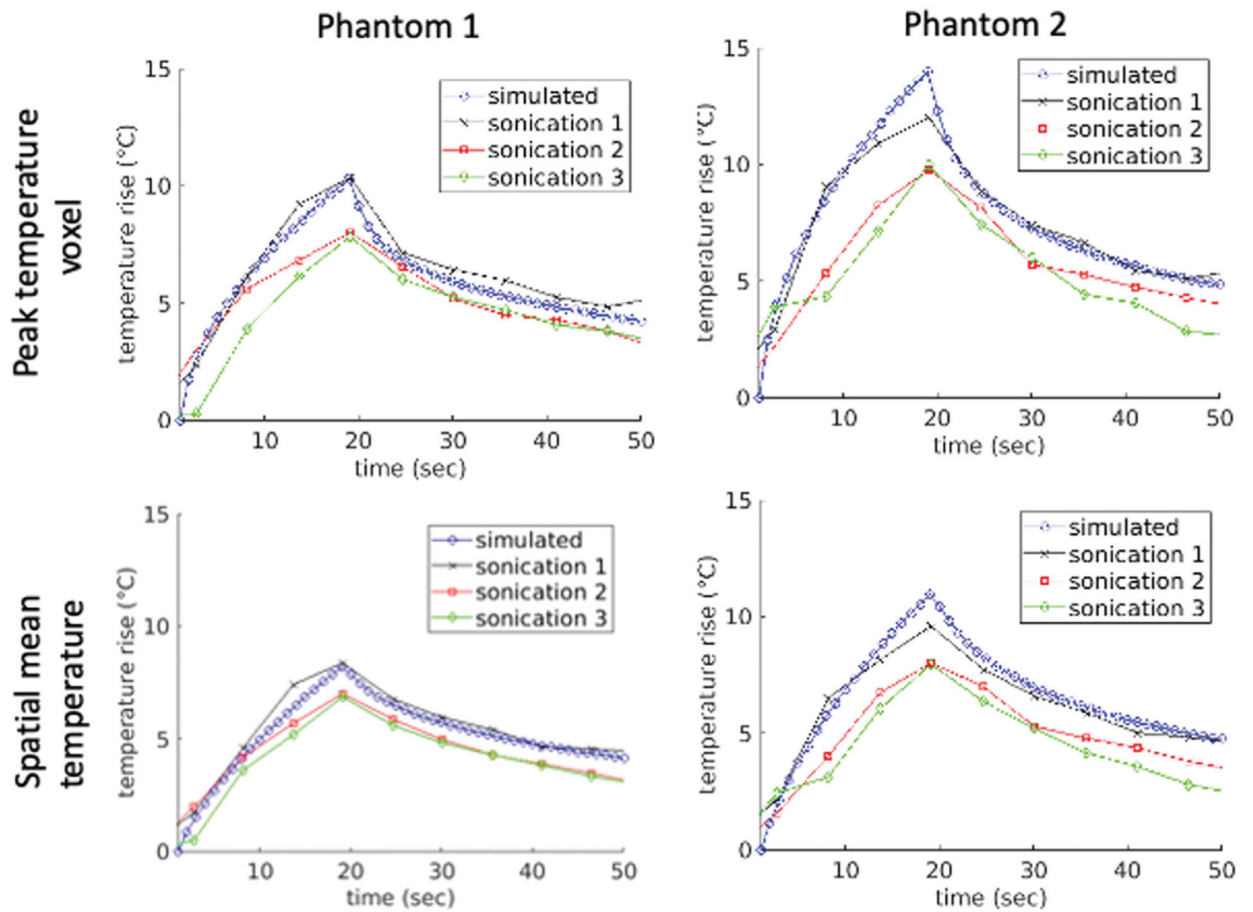 Phantom 1
Phantom 2
Peak temperature
voxel
temperature rise (°C)
15
10
5
0
simulated
sonication 1
sonication 2
sonication 3
10
20
30
40
50
time (sec)
temperature rise (°C)
15
10
5
0
simulated
sonication 1
sonication 2
sonication 3
10
20
30
40
50
time (sec)
Spatial mean
temperature
temperature rise (°C)
15
10
5
0
simulated
sonication 1
sonication 2
sonication 3
10
20
30
40
50
time (sec)
temperature rise (°C)
15
10
5
0
simulated
sonication 1
sonication 2
sonication 3
10
20
30
40
50
time (sec)